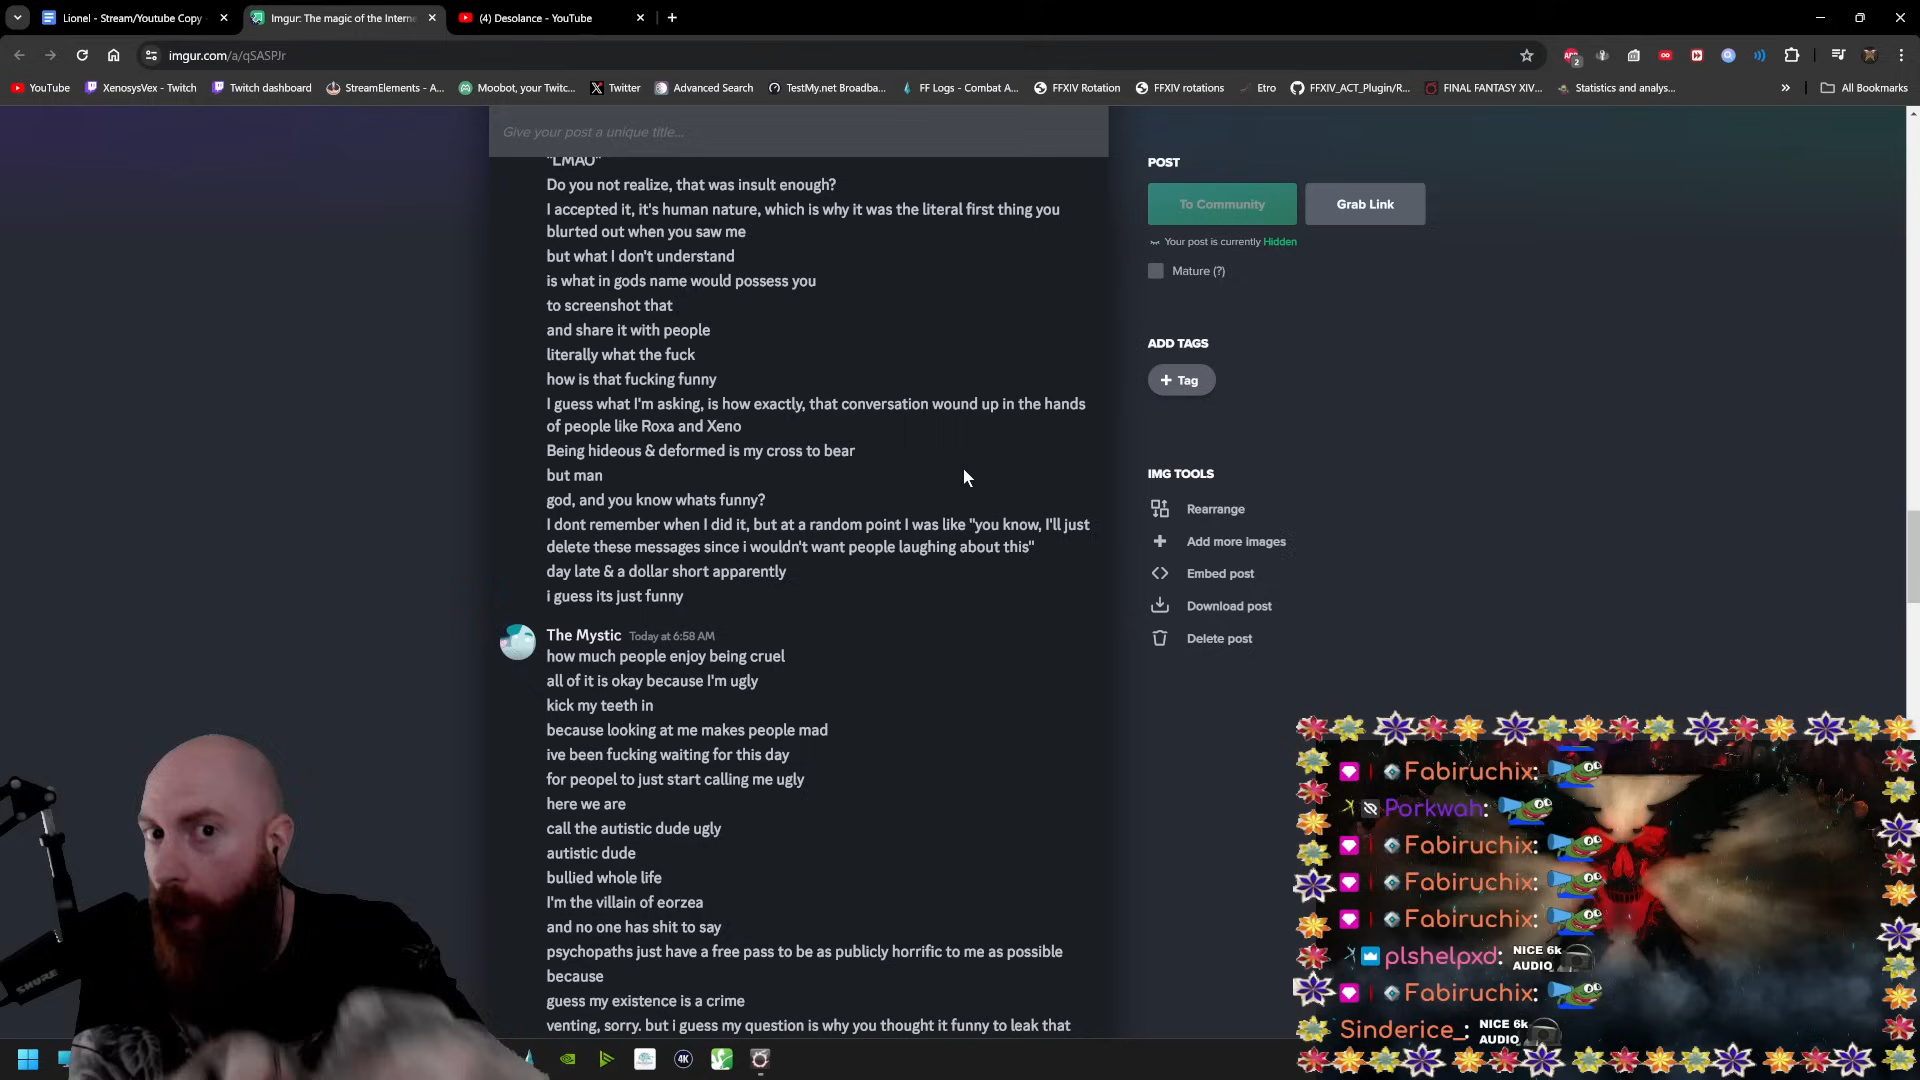 Lionel - Stream/Youtube Copy
Imgur: The magic of the Interne
(4) Desolance - YouTube
imgur.com/a/qSASPJr
YouTube
XenosysVex - Twitch
Twitch dashboard
StreamElements - A...
Moobot, your Twitc...
Twitter
Advanced Search
TestMy.net Broadba...
FF Logs - Combat A...
FFXIV Rotation
FFXIV rotations
Etro
FFXIV_ACT_Plugin/R...
FINAL FANTASY XIV...
Statistics and analys...
All Bookmarks
Give your post a unique title...
"LMAO"
Do you not realize, that was insult enough?
I accepted it, it's human nature, which is why it was the literal first thing you
blurted out when you saw me
but what I don't understand
is what in gods name would possess you
to screenshot that
and share it with people
literally what the fuck
how is that fucking funny
I guess what I'm asking, is how exactly, that conversation wound up in the hands
of people like Roxa and Xeno
Being hideous & deformed is my cross to bear
but man
god, and you know whats funny?
I dont remember when I did it, but at a random point I was like "you know, I'll just
delete these messages since i wouldn't want people laughing about this"
day late & a dollar short apparently
i guess its just funny
The Mystic Today at 6:58 AM
how much people enjoy being cruel
all of it is okay because I'm ugly
kick my teeth in
because looking at me makes people mad
ive been fucking waiting for this day
for peopel to just start calling me ugly
here we are
call the autistic dude ugly
autistic dude
bullied whole life
I'm the villain of eorzea
and no one has shit to say
psychopaths just have a free pass to be as publicly horrific to me as possible
because
guess my existence is a crime
venting, sorry. but i guess my question is why you thought it funny to leak that
POST
To Community
Grab Link
Your post is currently Hidden
Mature (?)
ADD TAGS
+ Tag
IMG TOOLS
Rearrange
Add more images
Embed post
Download post
Delete post
Fabiruchix:
Porkwah:
Fabiruchix:
Fabiruchix:
Fabiruchix:
plshelpxd: NICE 6k
AUDIO
Fabiruchix:
Sinderice_: NICE 6k
AUDIO
SHURE
4K
2